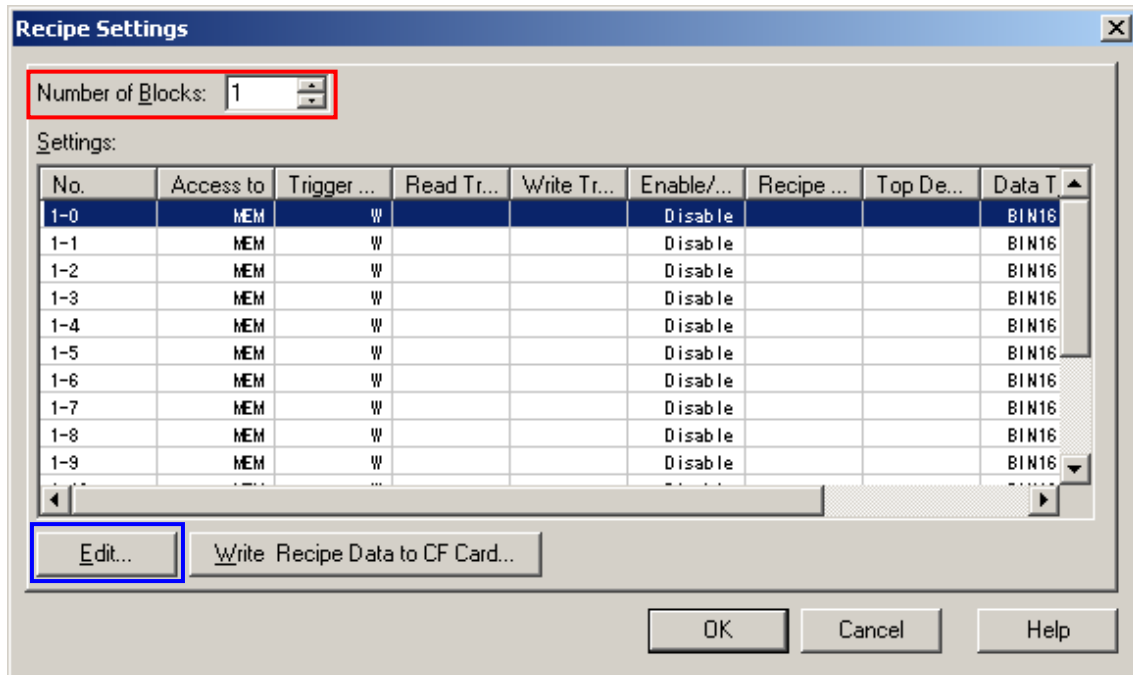 Recipe Settings
Number of Blocks: 1
Settings:
No. Access to Trigger ... Read Tr... Write Tr... Enable/... Recipe ... Top De... Data T
1-0 MEM W Disable BIN16
1-1 MEM W Disable BIN16
1-2 MEM W Disable BIN16
1-3 MEM W Disable BIN16
1-4 MEM W Disable BIN16
1-5 MEM W Disable BIN16
1-6 MEM W Disable BIN16
1-7 MEM W Disable BIN16
1-8 MEM W Disable BIN16
1-9 MEM W Disable BIN16
Edit... Write Recipe Data to CF Card...
OK Cancel Help